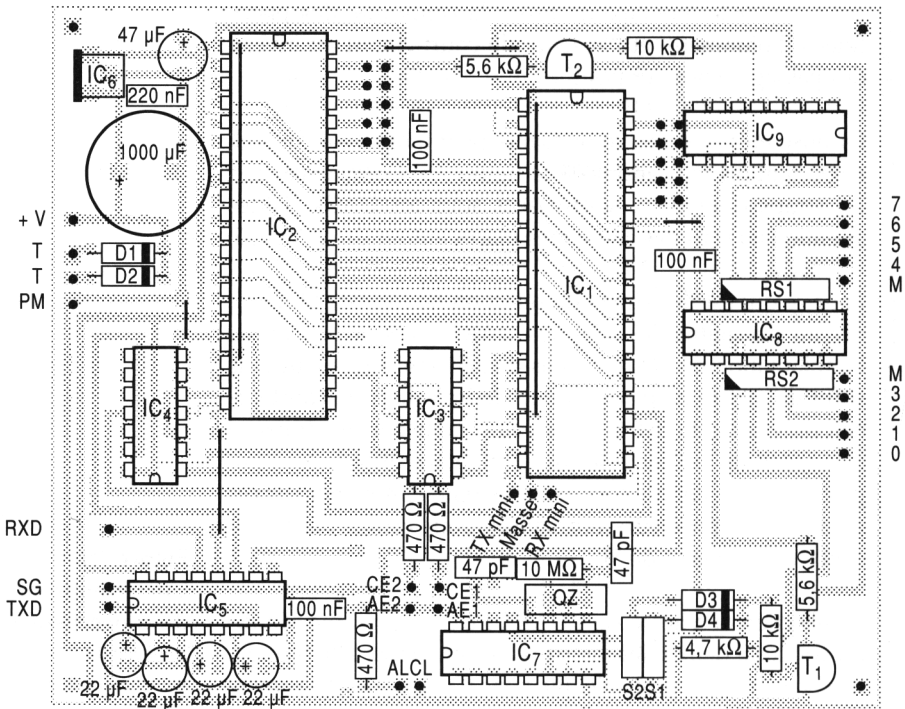 47 µF
IC6
220 nF
1000 µF
+ V
T
T
PM
D1
D2
IC2
100 nF
5,6 kΩ
T2
10 kΩ
IC9
IC1
100 nF
7
6
5
4
M
RS1
IC8
RS2
M
3
2
1
0
IC4
IC3
470 Ω
470 Ω
TX mini
Masse
RX mini
RXD
SG
TXD
IC5
100 nF
22 µF
22 µF
22 µF
22 µF
470 Ω
CE2
AE2
CE1
AE1
ALCL
47 pF
10 MΩ
47 pF
QZ
IC7
S2S1
D3
D4
4,7 kΩ
10 kΩ
5,6 kΩ
T1